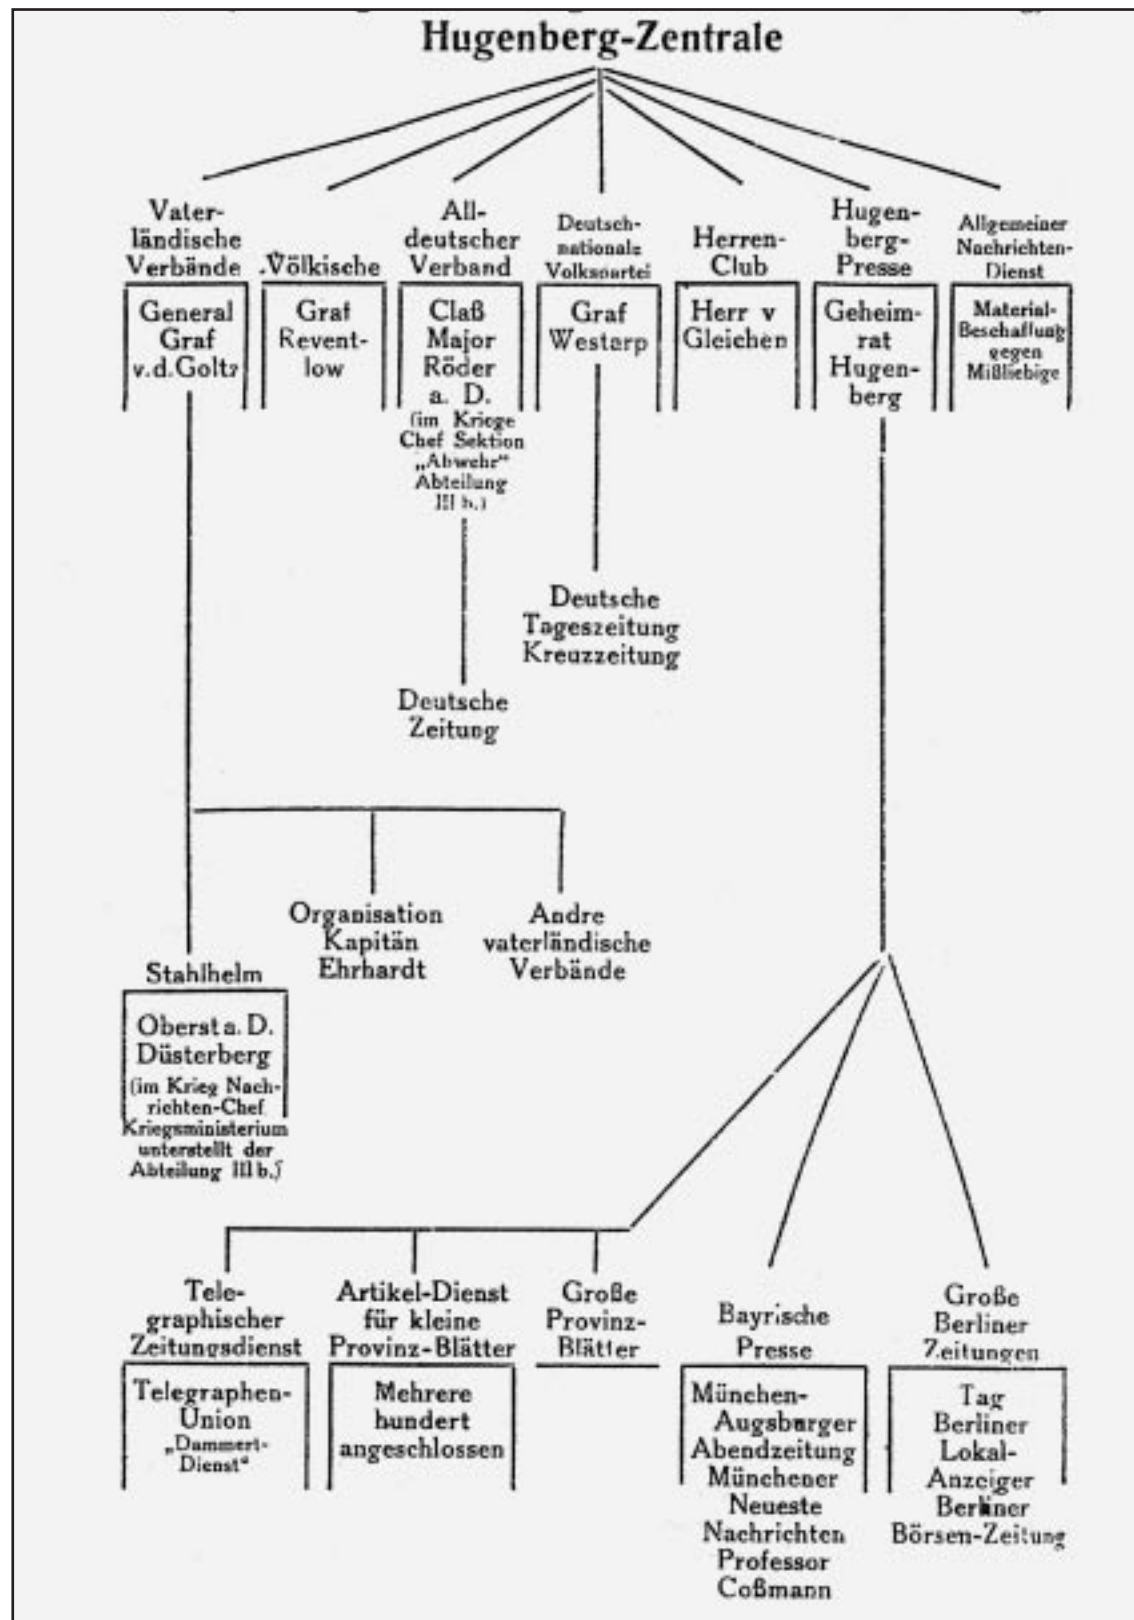 Hugenberg-Zentrale
Vater-
ländische
Verbände
Völkische
All-
deutscher
Verband
Deutsch-
nationale
Volkspartei
Herren-
Club
Hugen-
berg-
Presse
Allgemeiner
Nachrichten-
Dienst
General
Graf
v.d.Goltz
Graf
Revent-
low
Claß
Major
Röder
a. D.
(im Kriege
Chef Sektion
„Abwehr“
Abteilung
III b.)
Graf
Westarp
Herr v
Gleichen
Geheim-
rat
Hugen-
berg
Material-
Beschaffung
gegen
Mißliebige
Deutsche
Tageszeitung
Kreuzzeitung
Deutsche
Zeitung
Organisation
Kapitän
Ehrhardt
Andre
vaterländische
Verbände
Stahlhelm
Oberst a. D.
Düsterberg
(im Krieg Nach-
richten-Chef
Kriegsministerium
unterstellt der
Abteilung III b.)
Tele-
graphischer
Zeitungsdienst
Artikel-Dienst
für kleine
Provinz-Blätter
Große
Provinz-
Blätter
Bayrische
Presse
Große
Berliner
Zeitungen
Telegraphen-
Union
„Dammert-
Dienst“
Mehrere
hundert
angeschlossen
München-
Augsburger
Abendzeitung
Münchener
Neueste
Nachrichten
Professor
Coßmann
Tag
Berliner
Lokal-
Anzeiger
Berliner
Börsen-Zeitung